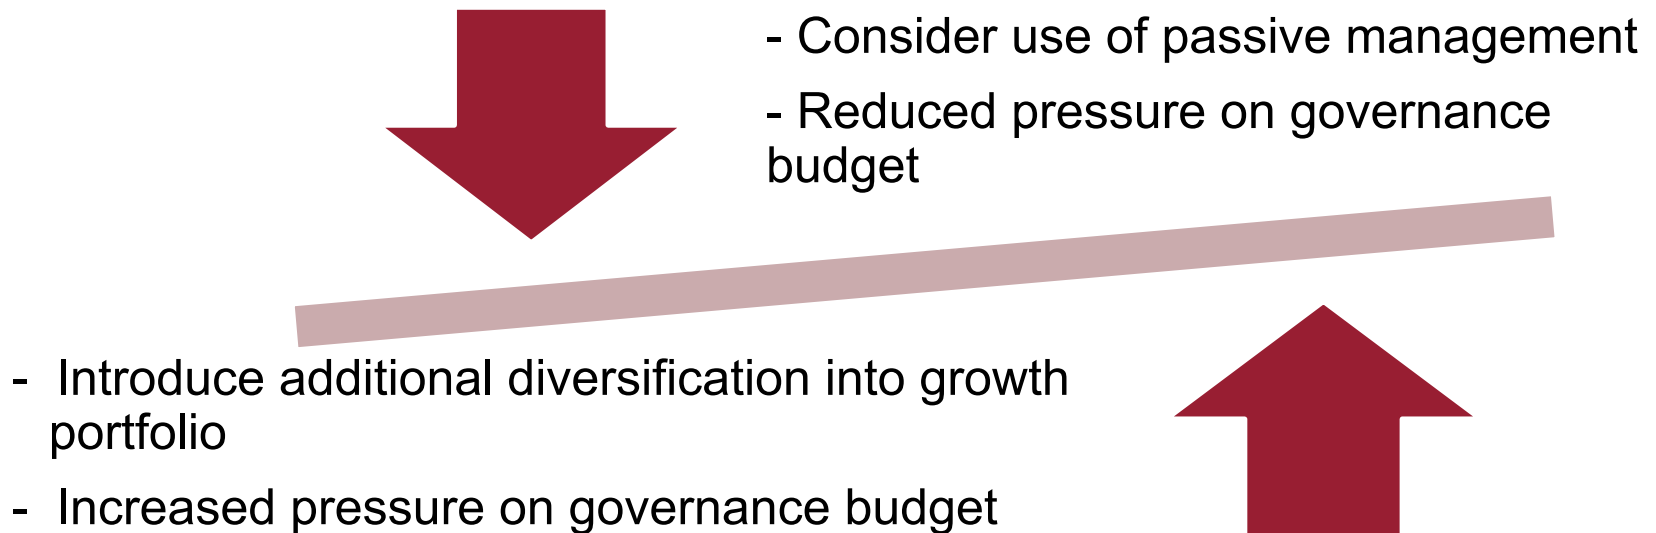 - Consider use of passive management
- Reduced pressure on governance
budget
- Introduce additional diversification into growth
portfolio
- Increased pressure on governance budget